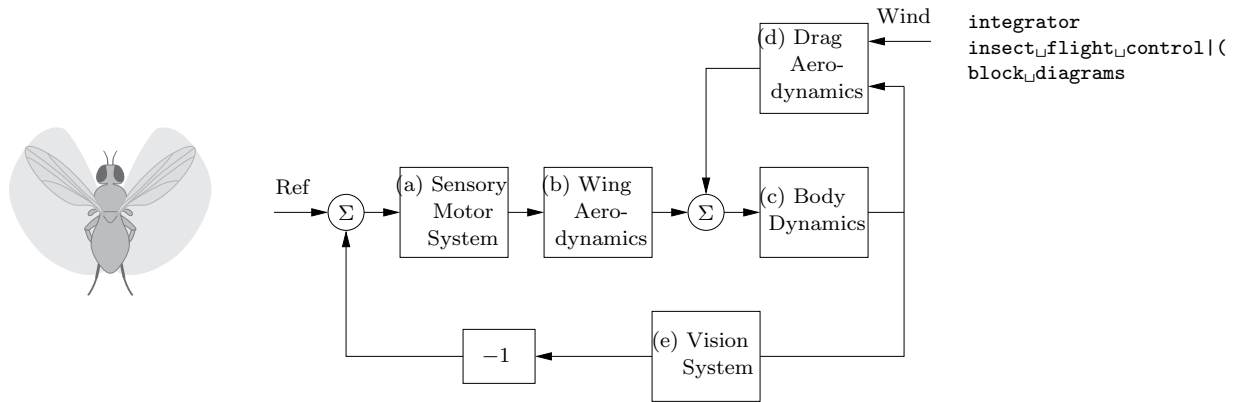 Wind
integrator
insect␣flight␣control|(
block␣diagrams
(d) Drag
Aero-
dynamics
Ref
Σ
(a) Sensory
Motor
System
(b) Wing
Aero-
dynamics
Σ
(c) Body
Dynamics
−1
(e) Vision
System